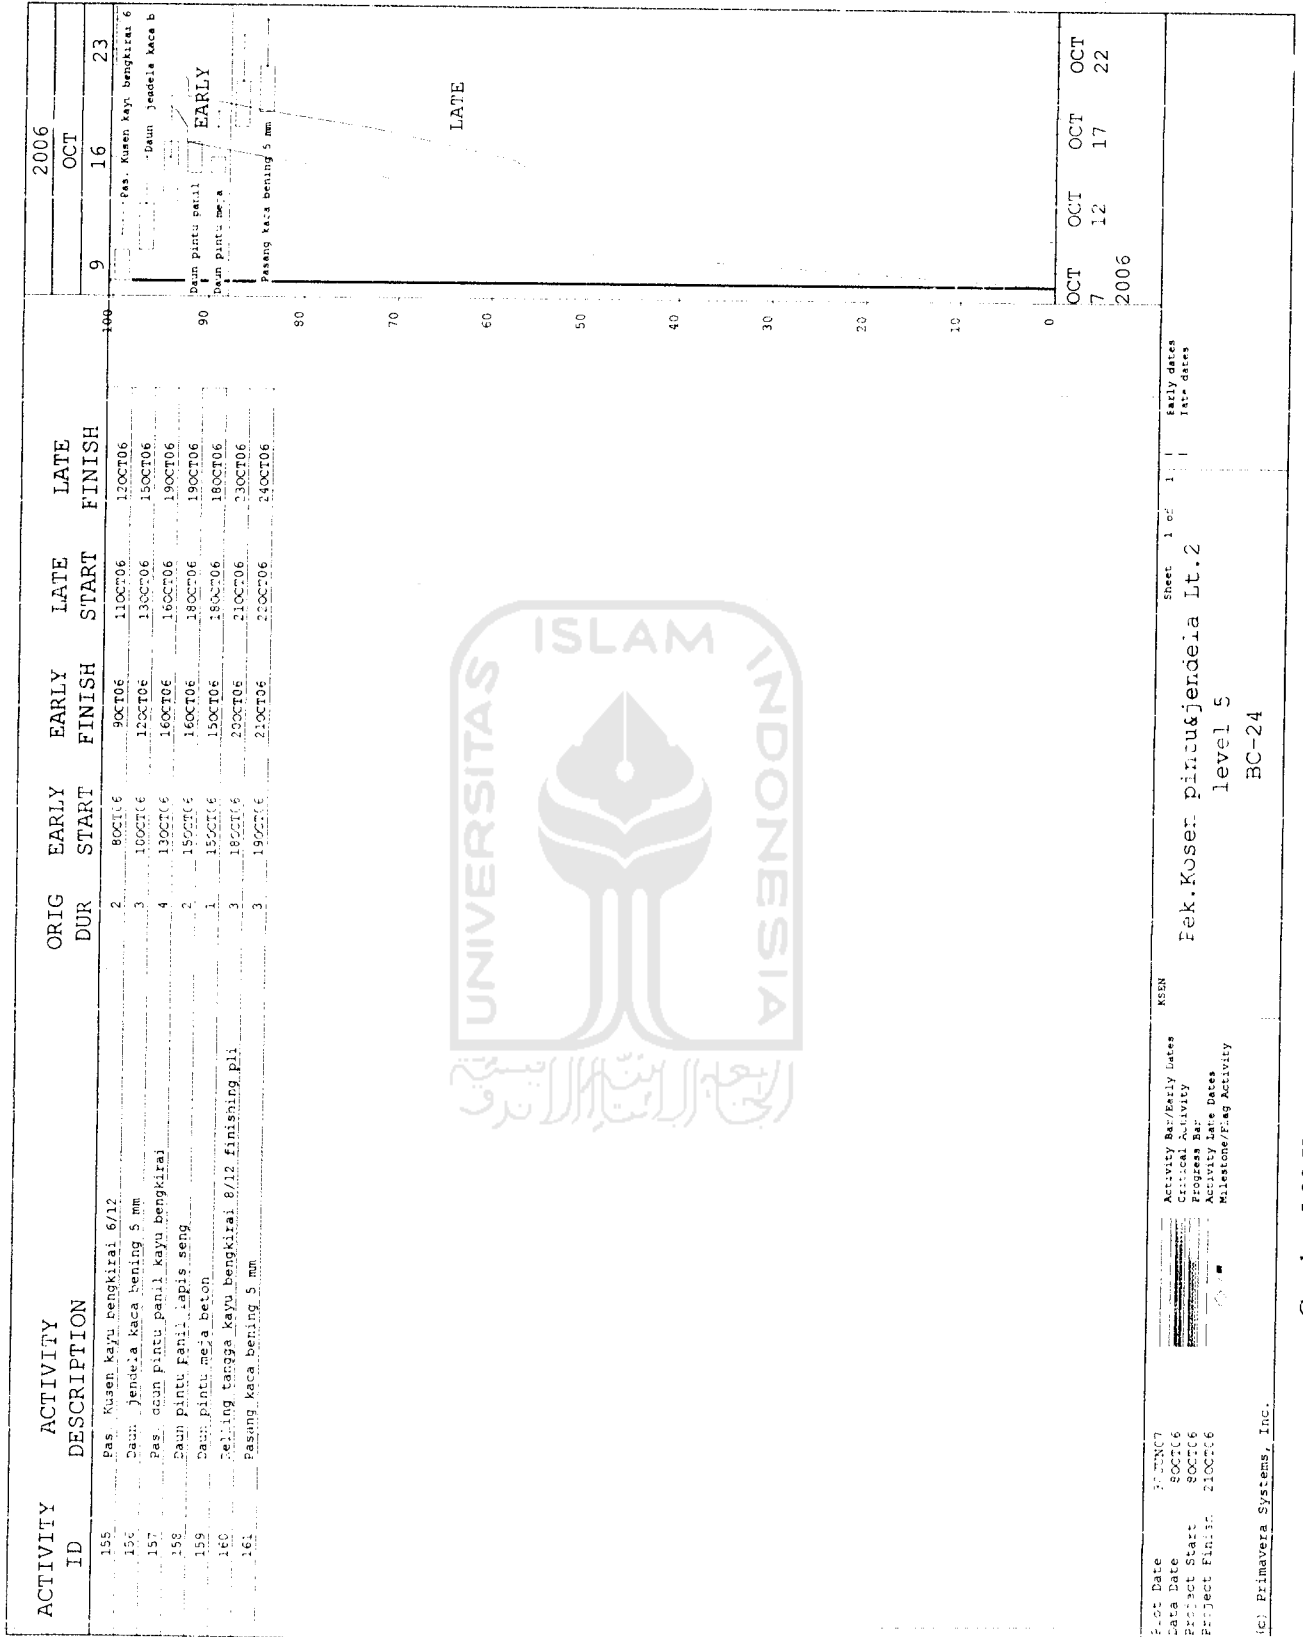 2006
OCT
9 16 23
ACTIVITY ID ACTIVITY DESCRIPTION ORIG DUR EARLY START EARLY FINISH LATE START LATE FINISH
155 Pas. Kusen kayu bengkirai 6/12 2 8OCT06 9OCT06 11OCT06 12OCT06
156 Daun jendela kaca bening 5 mm 3 10OCT06 12OCT06 13OCT06 15OCT06
157 Pas. daun pintu panil kayu bengkirai 4 13OCT06 16OCT06 16OCT06 19OCT06
158 Daun pintu panil lapis seng 2 15OCT06 16OCT06 18OCT06 19OCT06
159 Daun pintu meja beton 1 15OCT06 15OCT06 18OCT06 18OCT06
160 Relling tangga kayu bengkirai 8/12 finishing pli 3 18OCT06 20OCT06 21OCT06 23OCT06
161 Pasang kaca bening 5 mm 3 19OCT06 21OCT06 22OCT06 24OCT06
Pas. Kusen kayu bengkirai 6
Daun jendela kaca b
Daun pintu panil
EARLY
Daun pintu meja
Pasang kaca bening 5 mm
LATE
100
90
80
70
60
50
40
30
20
10
0
OCT OCT OCT OCT
7 12 17 22
2006
UNIVERSITAS ISLAM INDONESIA
Plot Date
Data Date 8OCT06
Project Start 8OCT06
Project Finish 21OCT06
(c) Primavera Systems, Inc.
Activity Bar/Early Dates
Critical Activity
Progress Bar
Activity Late Dates
Milestone/Flag Activity
KSEN
Pek.Kosen pintu&jendela Lt.2
level 5
BC-24
Sheet 1 of 1
Early dates
Late dates